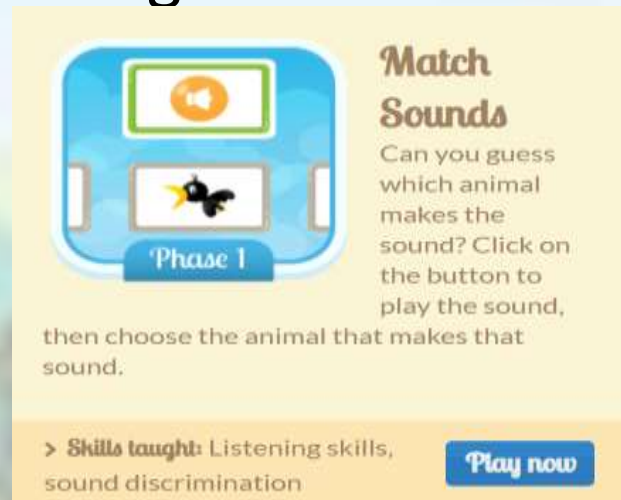 Match
Sounds
Can you guess
which animal
makes the
sound? Click on
the button to
play the sound,
then choose the animal that makes that
sound.
Phase 1
> Skills taught: Listening skills,
sound discrimination
Play now